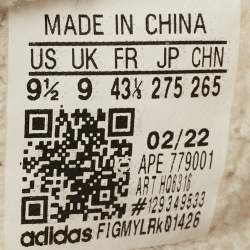 MADE IN CHINA
US UK FR JP CHN
9½ 9 43⅓ 275 265
02/22
APE 779001
ART HQ6316
#129349533
adidas FIGMYLRkD1426